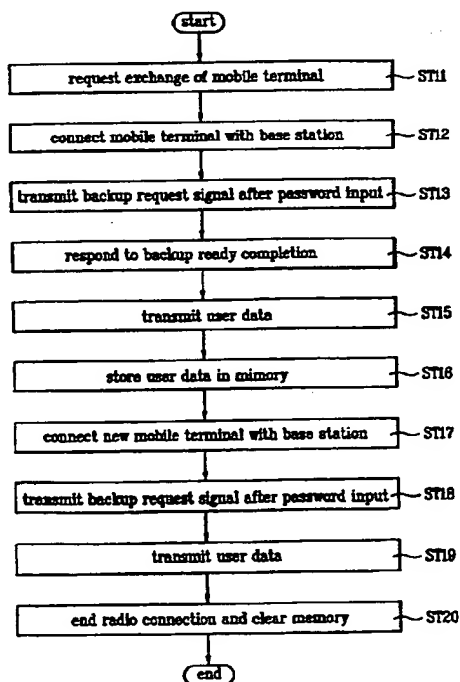 start
request exchange of mobile terminal
ST11
connect mobile terminal with base station
ST12
transmit backup request signal after password input
ST13
respond to backup ready completion
ST14
transmit user data
ST15
store user data in mimory
ST16
connect new mobile terminal with base station
ST17
transmit backup request signal after password input
ST18
transmit user data
ST19
end radio connection and clear memory
ST20
end